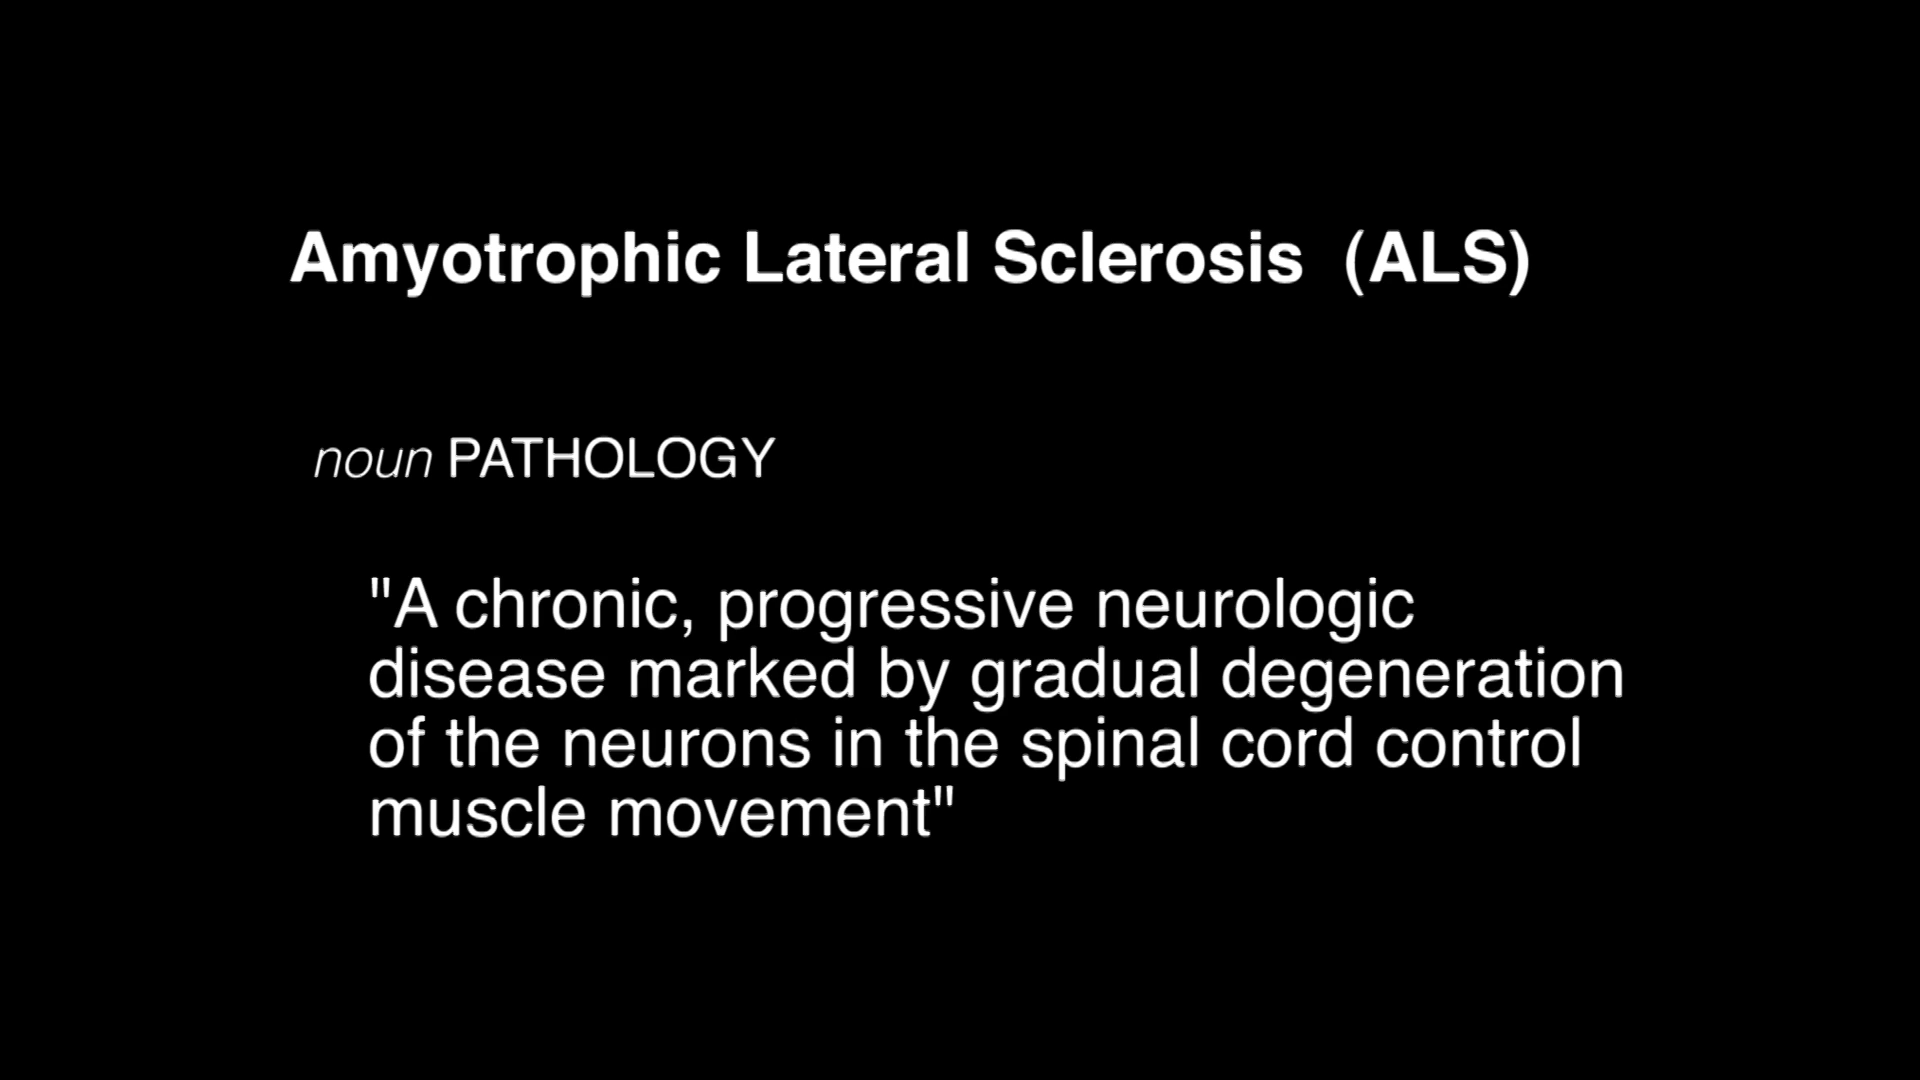 Amyotrophic Lateral Sclerosis (ALS)
noun PATHOLOGY
"A chronic, progressive neurologic
disease marked by gradual degeneration
of the neurons in the spinal cord control
muscle movement"